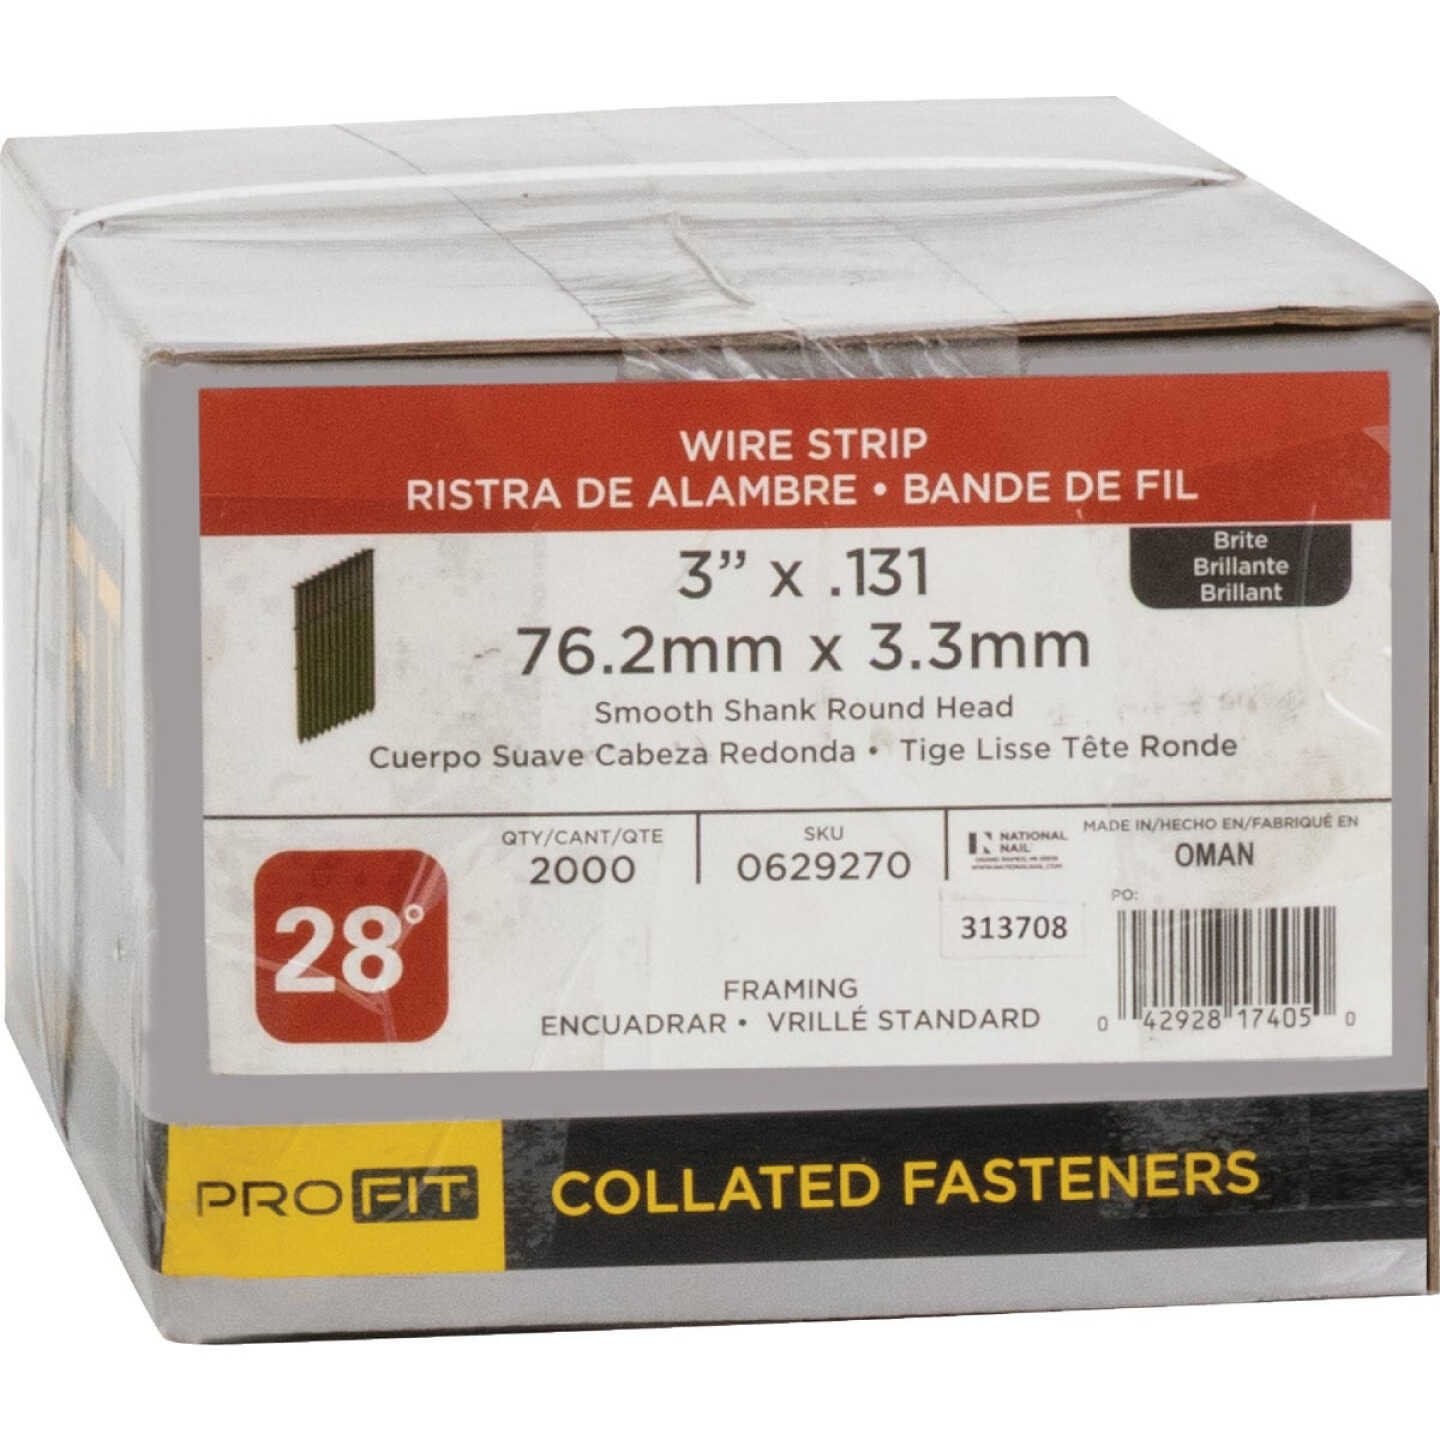 WIRE STRIP
RISTRA DE ALAMBRE • BANDE DE FIL
3” x .131
76.2mm x 3.3mm
Brite
Brillante
Brillant
Smooth Shank Round Head
Cuerpo Suave Cabeza Redonda • Tige Lisse Tête Ronde
28°
QTY/CANT/QTE
2000
SKU
0629270
NATIONAL
NAIL
MADE IN/HECHO EN/FABRIQUÉ EN
OMAN
PO:
313708
FRAMING
ENCUADRAR • VRILLÉ STANDARD
0 42928 17405 0
PROFIT®
COLLATED FASTENERS